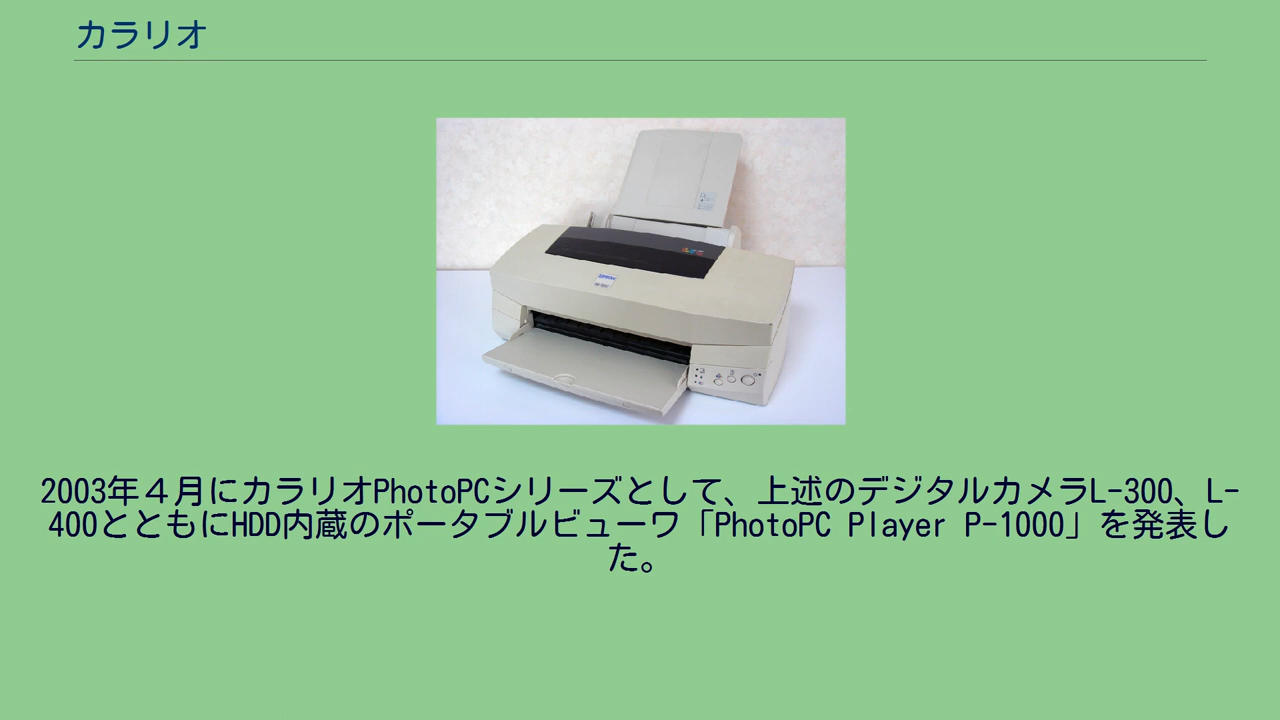 カラリオ
EPSON
2003年４月にカラリオPhotoPCシリーズとして、上述のデジタルカメラL-300、L-
400とともにHDD内蔵のポータブルビューワ「PhotoPC Player P-1000」を発表し
た。